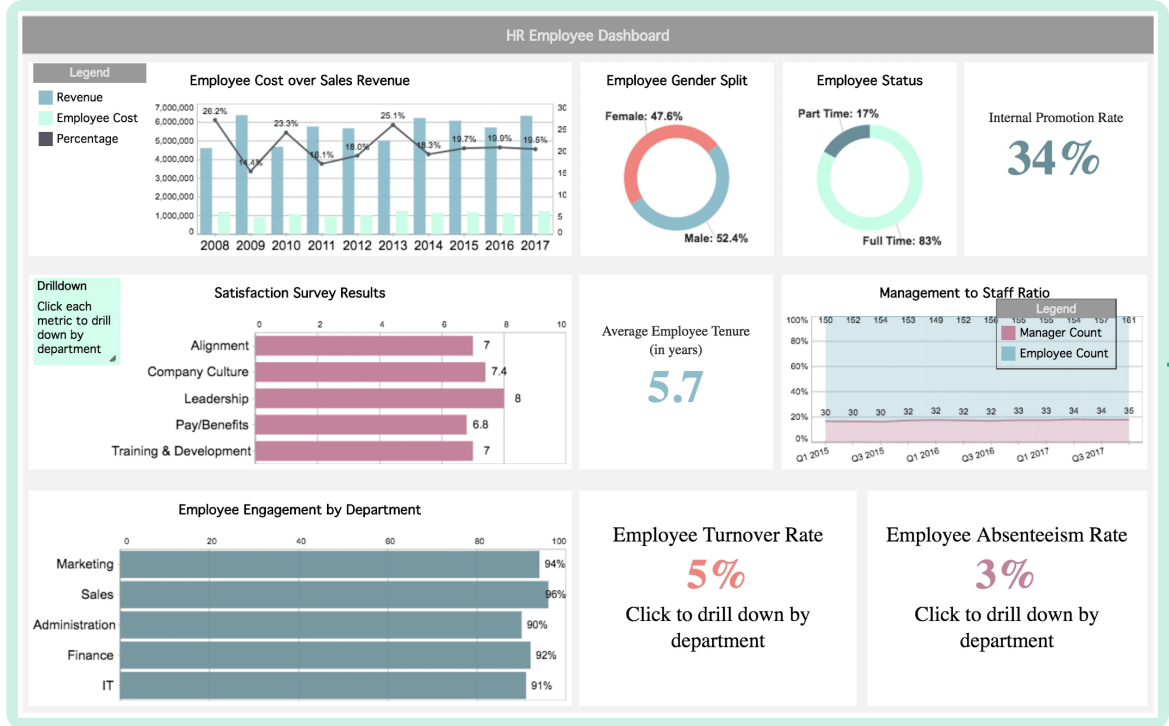 HR Employee Dashboard
Legend
Revenue
Employee Cost
Percentage
Employee Cost over Sales Revenue
7,000,000
6,000,000
5,000,000
4,000,000
3,000,000
2,000,000
1,000,000
0
26.2%
14.4%
23.3%
16.1%
18.0%
25.1%
18.3%
19.7%
19.9%
19.5%
30
25
20
15
10
5
0
2008 2009 2010 2011 2012 2013 2014 2015 2016 2017
Employee Gender Split
Female: 47.6%
Male: 52.4%
Employee Status
Part Time: 17%
Full Time: 83%
Internal Promotion Rate
34%
Drilldown
Click each
metric to drill
down by
department
Satisfaction Survey Results
0 2 4 6 8 10
Alignment 7
Company Culture 7.4
Leadership 8
Pay/Benefits 6.8
Training & Development 7
Average Employee Tenure
(in years)
5.7
Management to Staff Ratio
Legend
Manager Count
Employee Count
100%
80%
60%
40%
20%
0%
150 152 154 153 149 152 156 155 155 154 157 161
30 30 30 32 32 32 32 33 33 34 34 35
Q1 2015 Q3 2015 Q1 2016 Q3 2016 Q1 2017 Q3 2017
Employee Engagement by Department
0 20 40 60 80 100
Marketing 94%
Sales 96%
Administration 90%
Finance 92%
IT 91%
Employee Turnover Rate
5%
Click to drill down by
department
Employee Absenteeism Rate
3%
Click to drill down by
department